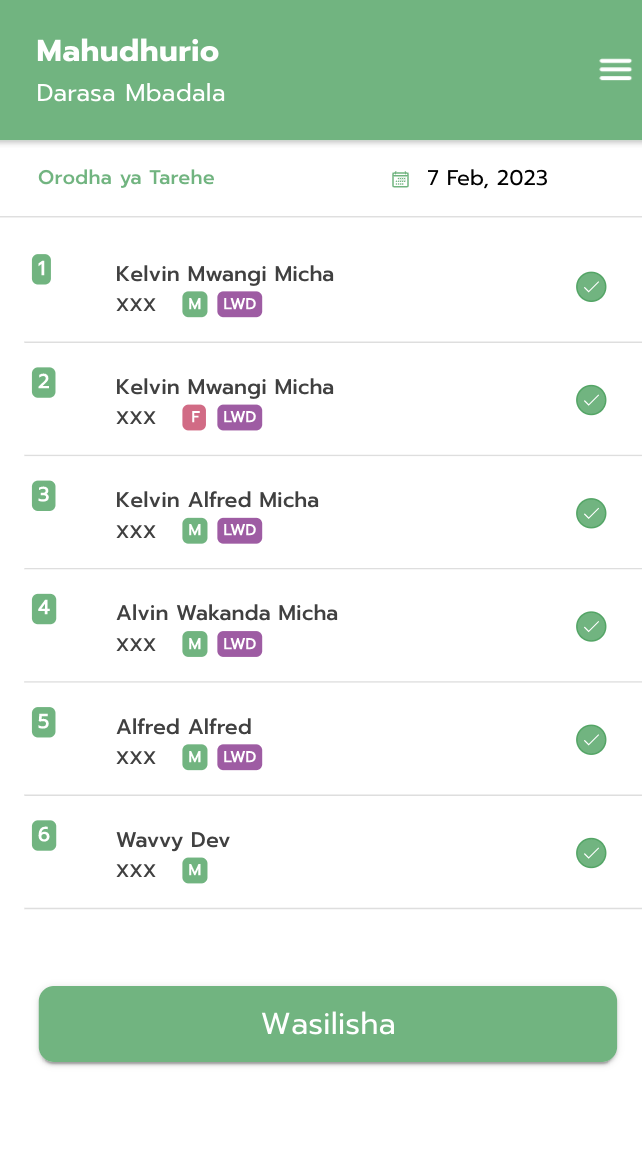 Mahudhurio
Darasa Mbadala
Orodha ya Tarehe 7 Feb, 2023
1 Kelvin Mwangi Micha
XXX M LWD
2 Kelvin Mwangi Micha
XXX F LWD
3 Kelvin Alfred Micha
XXX M LWD
4 Alvin Wakanda Micha
XXX M LWD
5 Alfred Alfred
XXX M LWD
6 Wavvy Dev
XXX M
Wasilisha